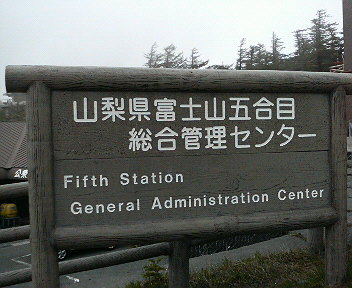 山梨県富士山五合目
総合管理センター
Fifth Station
General Administration Center